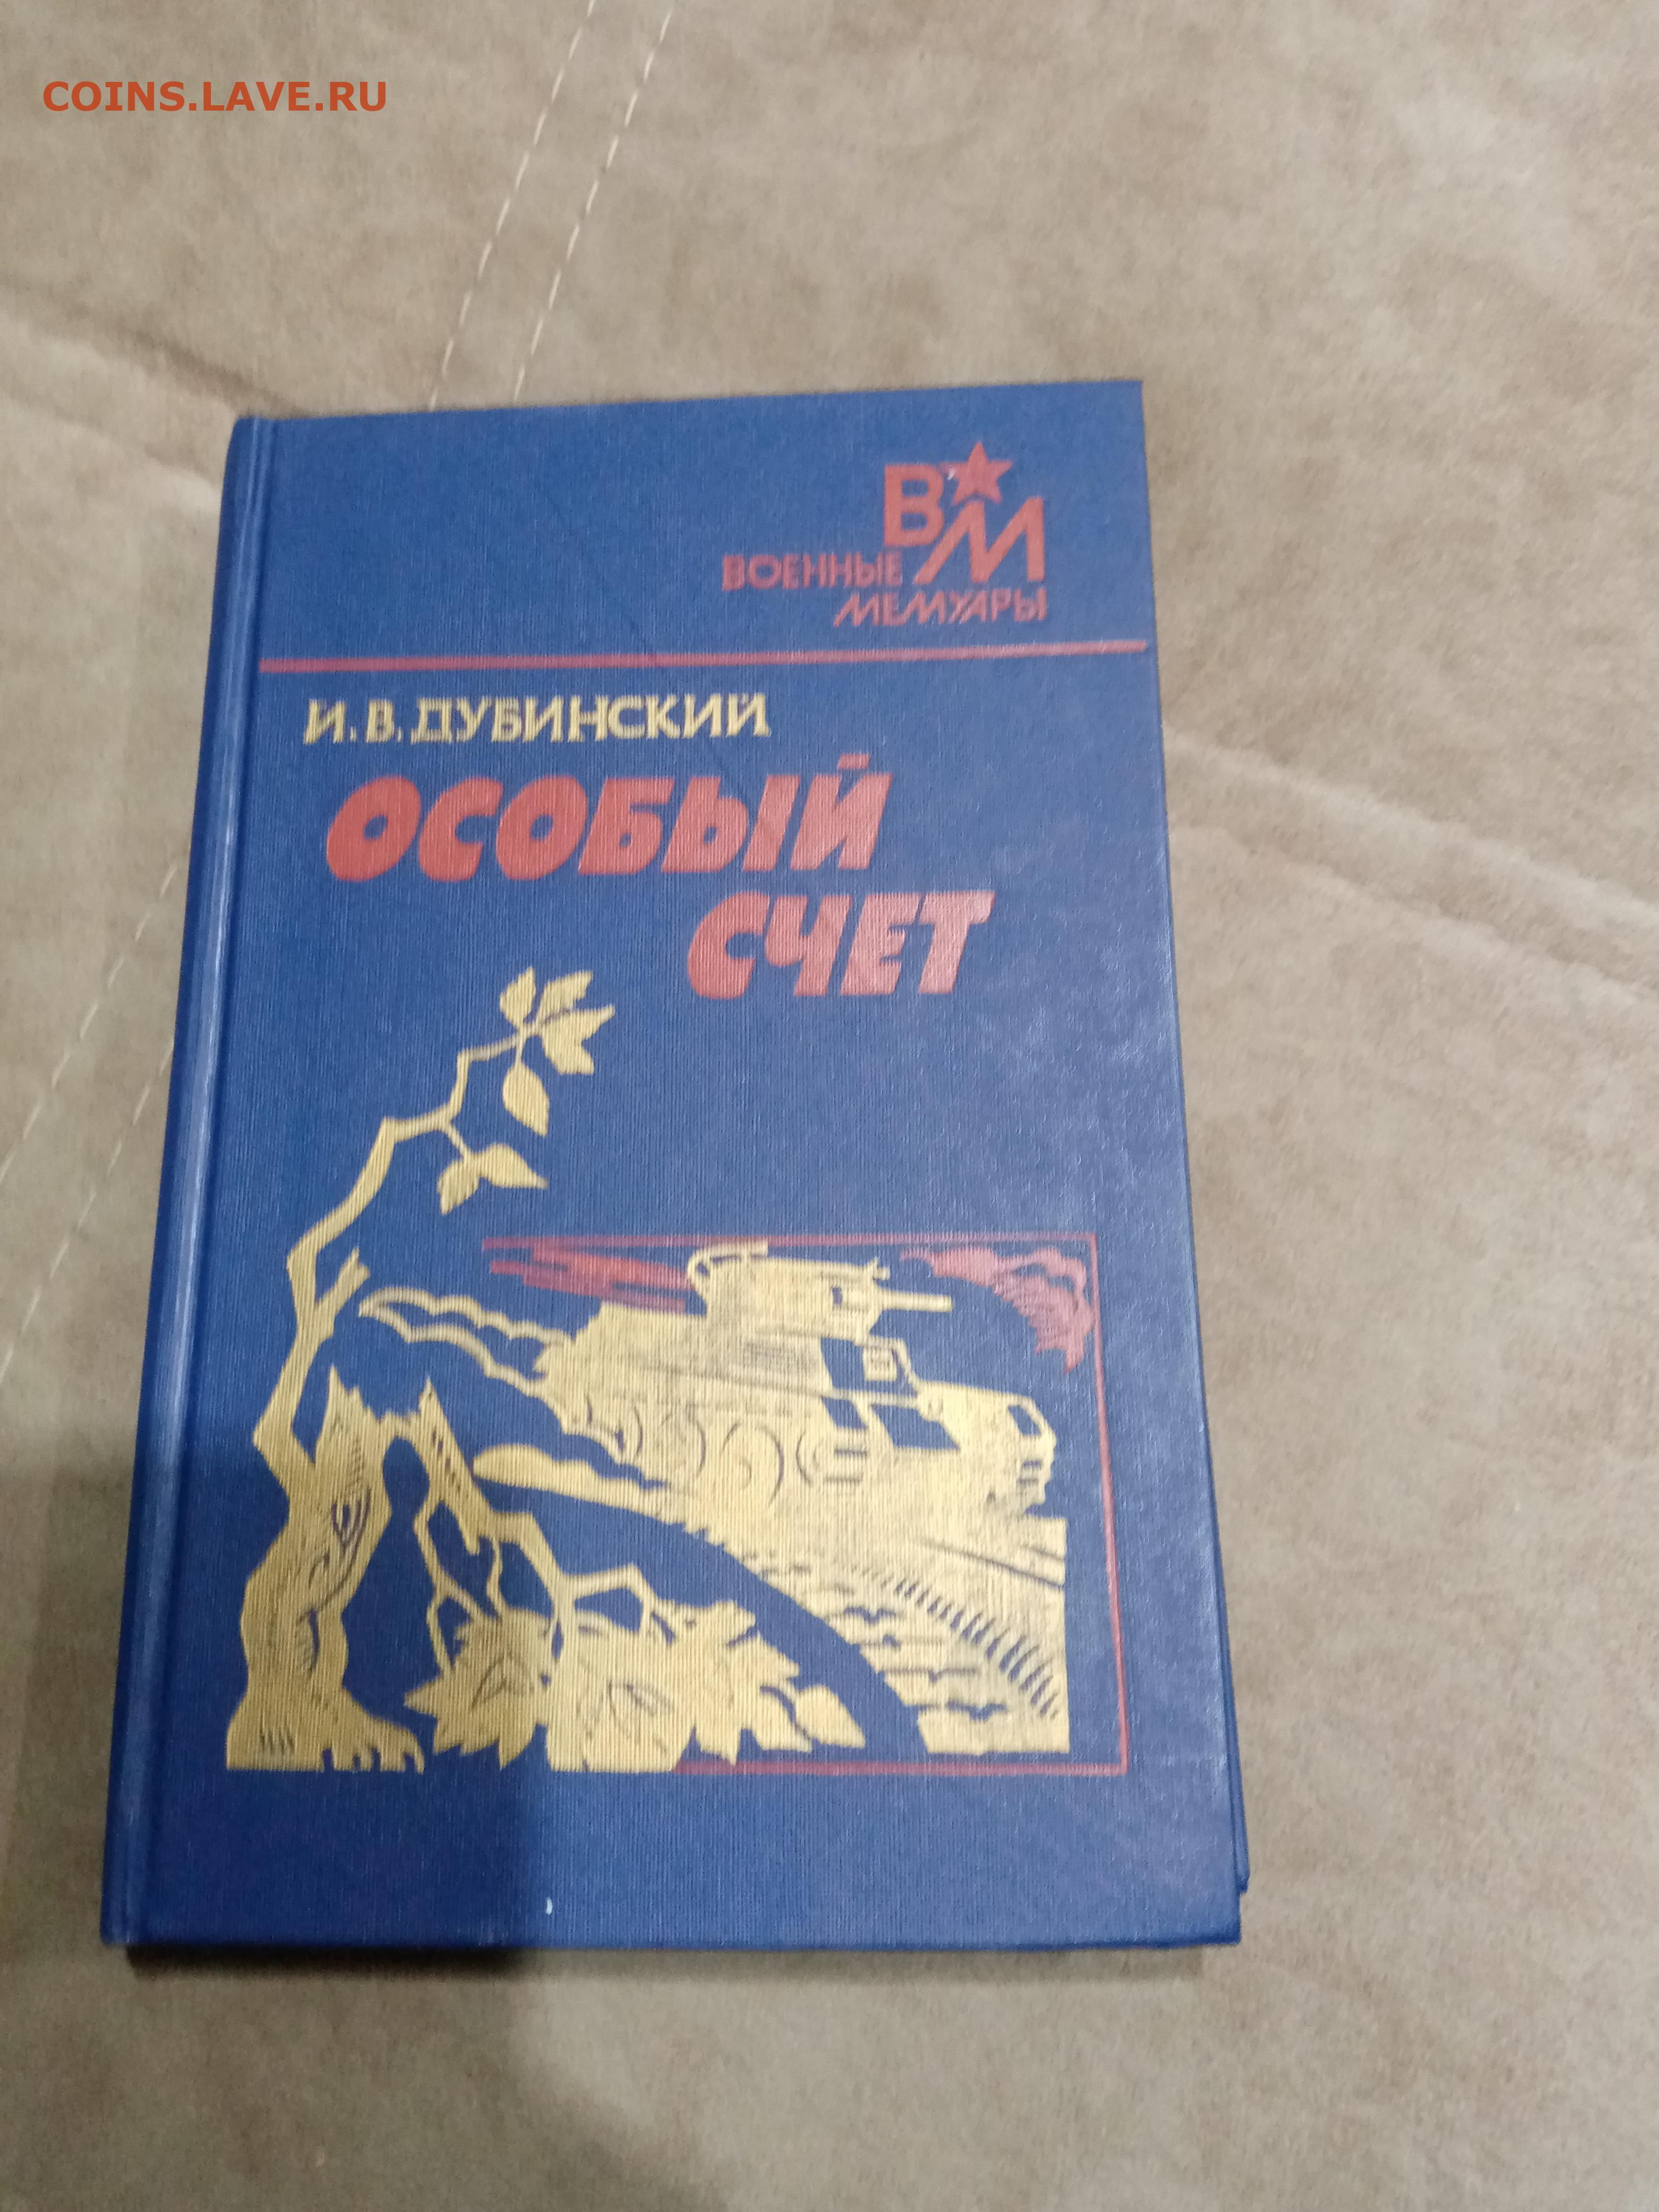 COINS.LAVE.RU
ВМ
ВОЕННЫЕ
МЕМУАРЫ
И.В.ДУБИНСКИЙ
ОСОБЫЙ
СЧЕТ